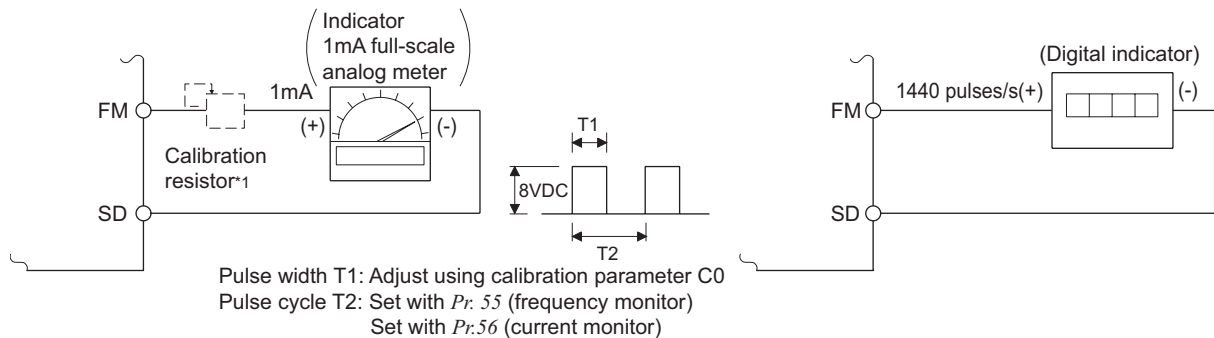 Indicator
1mA full-scale
analog meter
(Digital indicator)
FM
1mA
(+)
(-)
Calibration
resistor*1
SD
T1
8VDC
T2
FM
1440 pulses/s(+)
(-)
SD
Pulse width T1: Adjust using calibration parameter C0
Pulse cycle T2: Set with Pr. 55 (frequency monitor)
Set with Pr.56 (current monitor)